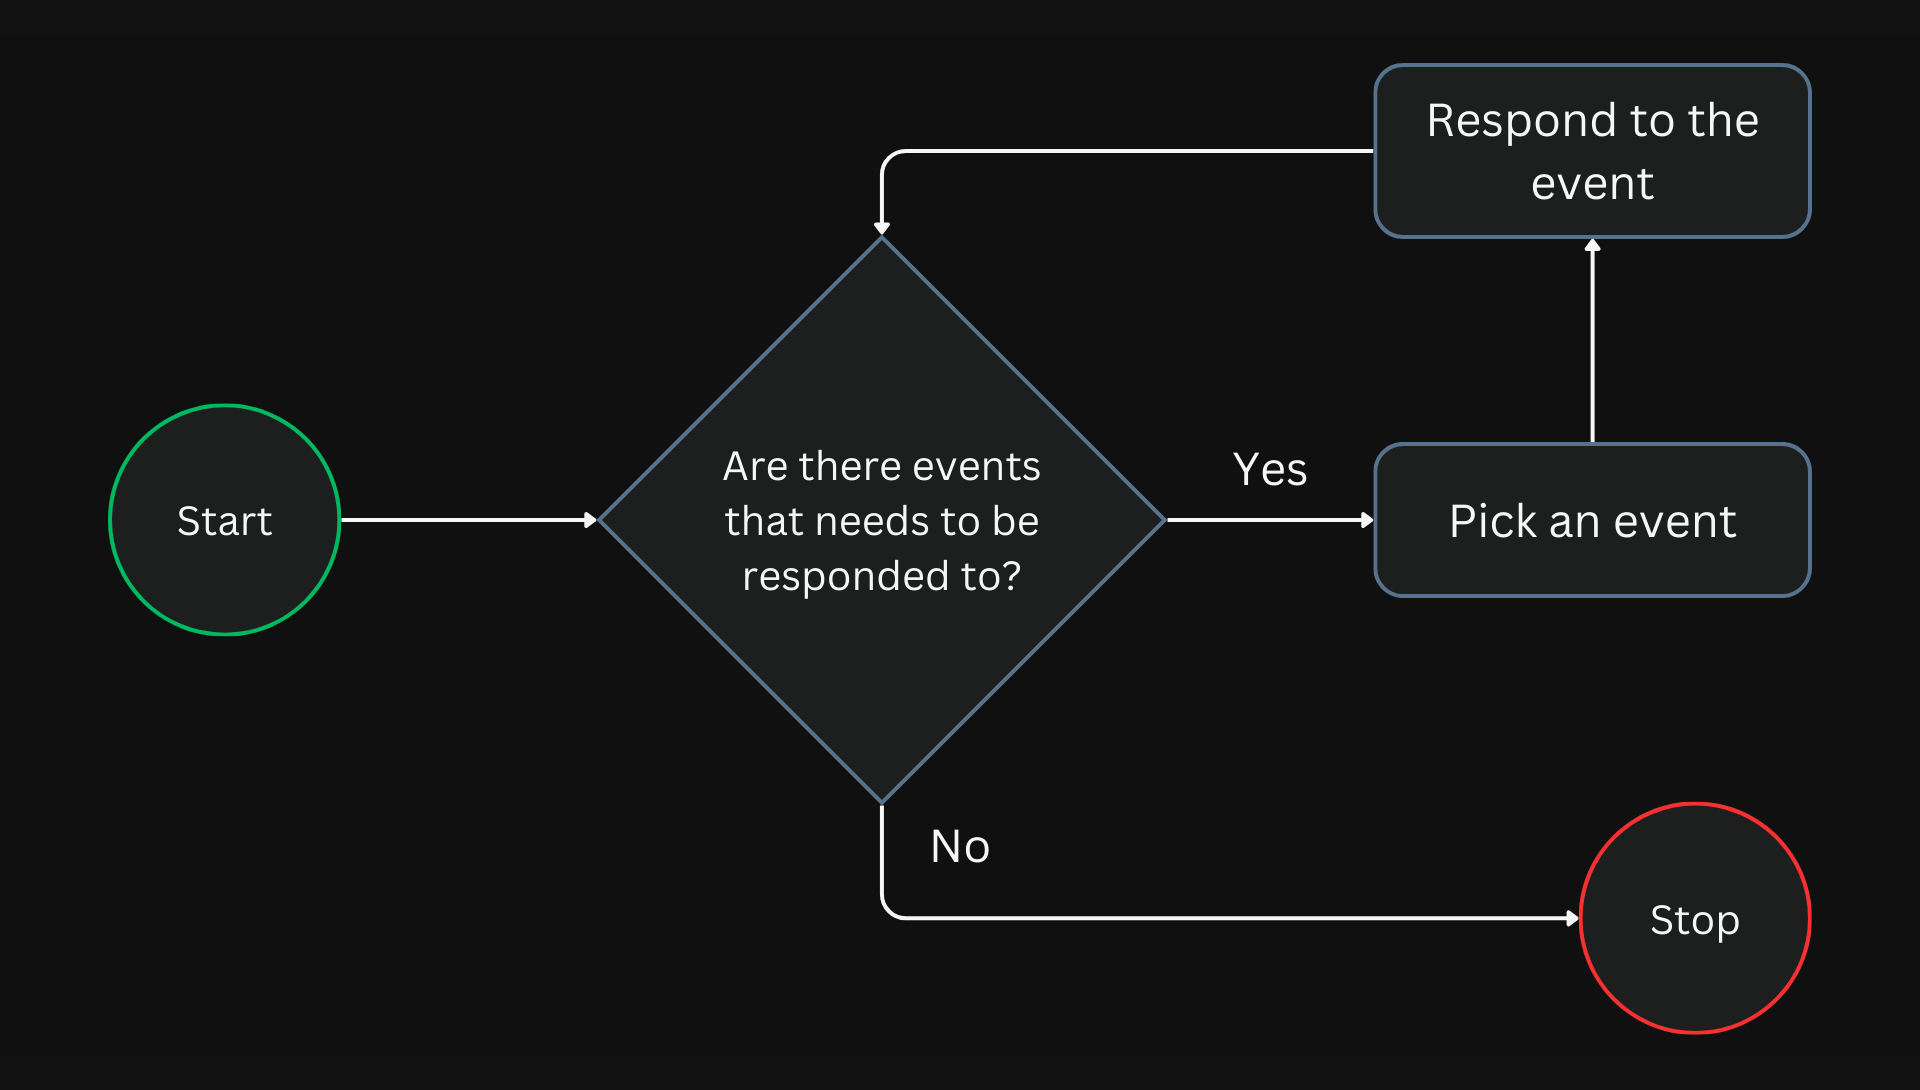 Respond to the
event
Start
Are there events
that needs to be
responded to?
Yes
Pick an event
No
Stop